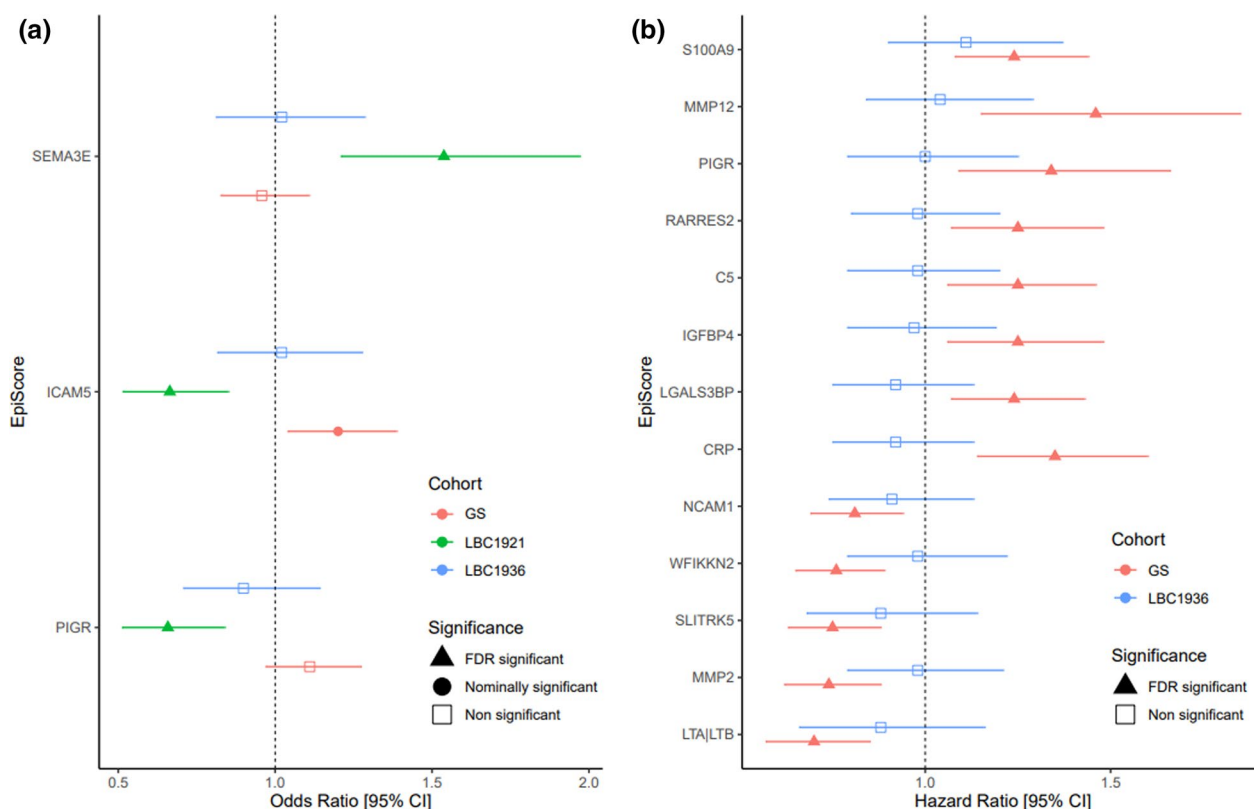 (a)
EpiScore
SEMA3E
ICAM5
PIGR
Cohort
GS
LBC1921
LBC1936
Significance
FDR significant
Nominally significant
Non significant
0.5
1.0
1.5
2.0
Odds Ratio [95% CI]
(b)
EpiScore
S100A9
MMP12
PIGR
RARRES2
C5
IGFBP4
LGALS3BP
CRP
NCAM1
WFIKKN2
SLITRK5
MMP2
LTA|LTB
Cohort
GS
LBC1936
Significance
FDR significant
Non significant
1.0
1.5
Hazard Ratio [95% CI]